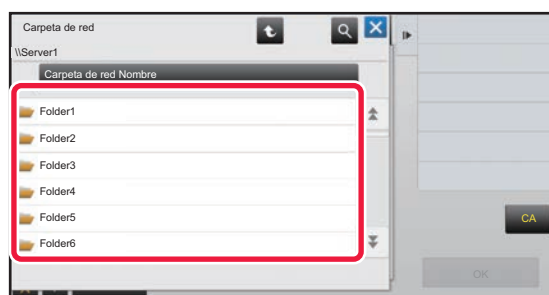 Carpeta de red
\\Server1
Carpeta de red Nombre
Folder1
Folder2
Folder3
Folder4
Folder5
Folder6
CA
OK